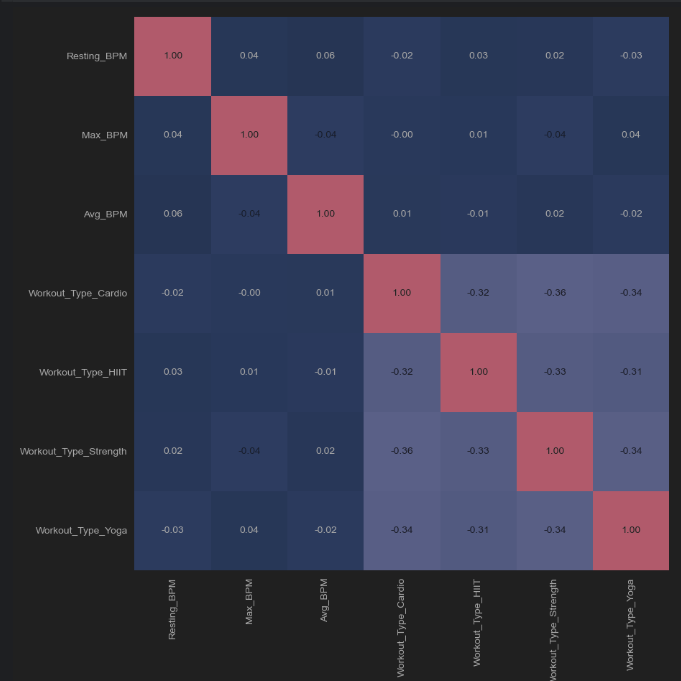 Resting_BPM 1.00 0.04 0.06 -0.02 0.03 0.02 -0.03
Max_BPM 0.04 1.00 -0.04 -0.00 0.01 -0.04 0.04
Avg_BPM 0.06 -0.04 1.00 0.01 -0.01 0.02 -0.02
Workout_Type_Cardio -0.02 -0.00 0.01 1.00 -0.32 -0.36 -0.34
Workout_Type_HIIT 0.03 0.01 -0.01 -0.32 1.00 -0.33 -0.31
Workout_Type_Strength 0.02 -0.04 0.02 -0.36 -0.33 1.00 -0.34
Workout_Type_Yoga -0.03 0.04 -0.02 -0.34 -0.31 -0.34 1.00
Resting_BPM
Max_BPM
Avg_BPM
Workout_Type_Cardio
Workout_Type_HIIT
Workout_Type_Strength
Workout_Type_Yoga